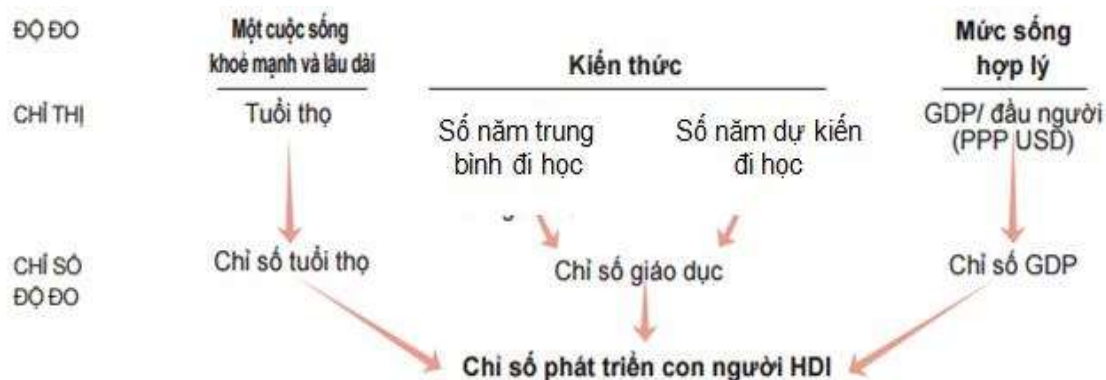 ĐỘ ĐO
Một cuộc sống
khoẻ mạnh và lâu dài
Kiến thức
Mức sống
hợp lý
CHỈ THỊ
Tuổi thọ
Số năm trung
bình đi học
Số năm dự kiến
đi học
GDP/ đầu người
(PPP USD)
CHỈ SỐ
ĐỘ ĐO
Chỉ số tuổi thọ
Chỉ số giáo dục
Chỉ số GDP
Chỉ số phát triển con người HDI